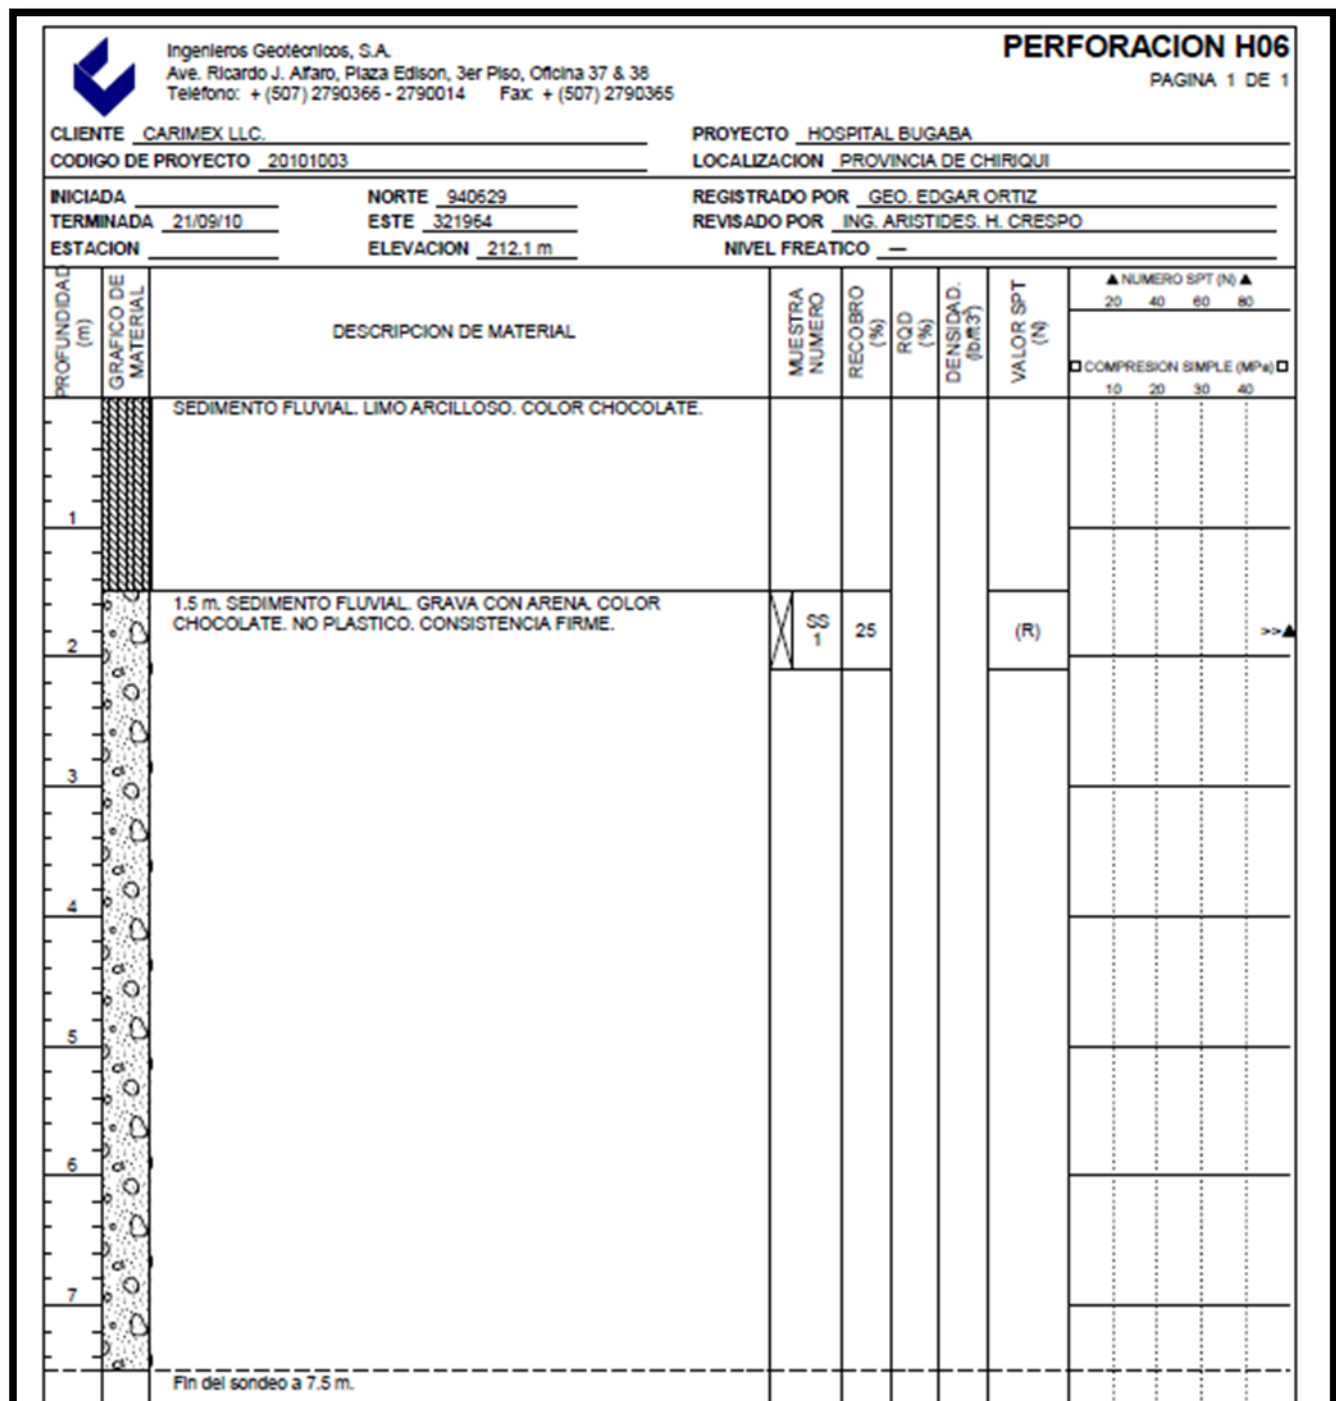 Ingenieros Geotécnicos, S.A.
Ave. Ricardo J. Alfaro, Plaza Edison, 3er Piso, Oficina 37 & 38
Teléfono: + (507) 2790366 - 2790014 Fax: + (507) 2790365
PERFORACION H06
PAGINA 1 DE 1
CLIENTE CARIMEX LLC.
PROYECTO HOSPITAL BUGABA
CODIGO DE PROYECTO 20101003
LOCALIZACION PROVINCIA DE CHIRIQUI
INICIADA
NORTE 940629
REGISTRADO POR GEO. EDGAR ORTIZ
TERMINADA 21/09/10
ESTE 321964
REVISADO POR ING. ARISTIDES. H. CRESPO
ESTACION
ELEVACION 212.1 m
NIVEL FREATICO —
PROFUNDIDAD (m)
GRAFICO DE MATERIAL
DESCRIPCION DE MATERIAL
MUESTRA NUMERO
RECOBRO (%)
RQD (%)
DENSIDAD. (lb/ft3)
VALOR SPT (N)
▲ NUMERO SPT (N) ▲
20 40 60 80
□ COMPRESION SIMPLE (MPa) □
10 20 30 40
SEDIMENTO FLUVIAL. LIMO ARCILLOSO. COLOR CHOCOLATE.
1
1.5 m. SEDIMENTO FLUVIAL. GRAVA CON ARENA. COLOR
CHOCOLATE. NO PLASTICO. CONSISTENCIA FIRME.
SS
1
25
(R)
>>▲
2
3
4
5
6
7
Fin del sondeo a 7.5 m.